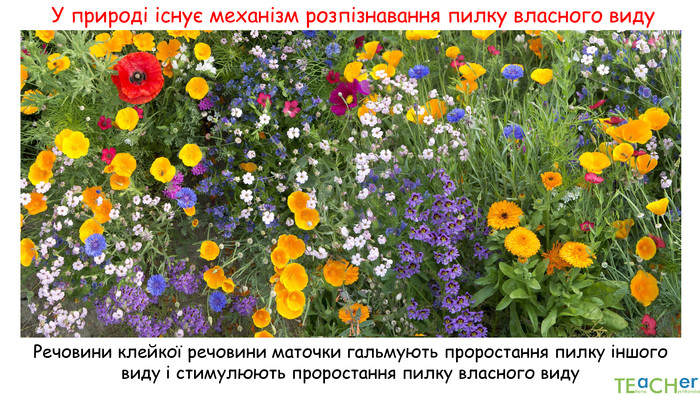 У природі існує механізм розпізнавання пилку власного виду
Речовини клейкої речовини маточки гальмують проростання пилку іншого
виду і стимулюють проростання пилку власного виду
TEaCHer